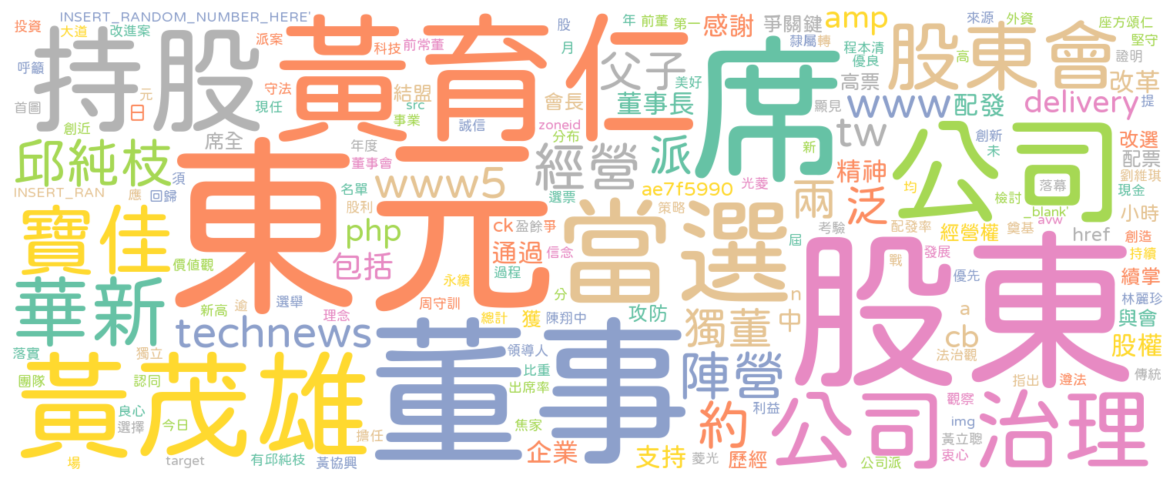 INSERT_RANDOM_NUMBER_HERE'
投資
大道
改進案
呼籲
首圖
創近
持股
派案
守法
現任
黃育仁
科技
前常董
結盟
src
事業
誠信
股
月
會長
zoneid
分布
父子
年
前董
第一
感謝
美好
董事長
爭關鍵
隸屬
轉
amp
程本清
優良
高票
顯見
新
席
來源
高
外資
股東會
座方頌仁
堅守
證明
改革
delivery
提
www
配發
tw
創新
未
公司
改選
配票
劉維琪
現金
檢討
落幕
_blank'
avw
小時
href
創造
均
奠基
經營權
邱純枝
INSERT_RAN
應
回歸
須
席全
年度
董事會
名單
股利
東元
www5
經營
選票
派
ae7f5990
策略
光菱
精神
兩
泛
考驗
配發率
屆
戰
發展
優先
持續
續掌
林麗珍
與會
股權
傳統
法治觀
指出
遵法
a
cb
n
中
寶佳
價值觀
php
包括
ck
盈餘
爭
通過
信念
過程
永續
周守訓
理念
分
總計
獲
陳翔中
當選
攻防
獨董
股東
華新
新高
逾
選舉
technews
落實
獨立
團隊
認同
良心
選擇
今日
場
target
黃茂雄
擔任
有邱純枝
黃協興
董事
領導人
比重
出席率
焦家
企業
陣營
約
利益
支持
菱光
歷經
公司治理
觀察
img
黃立聰
衷心
公司派
元
日